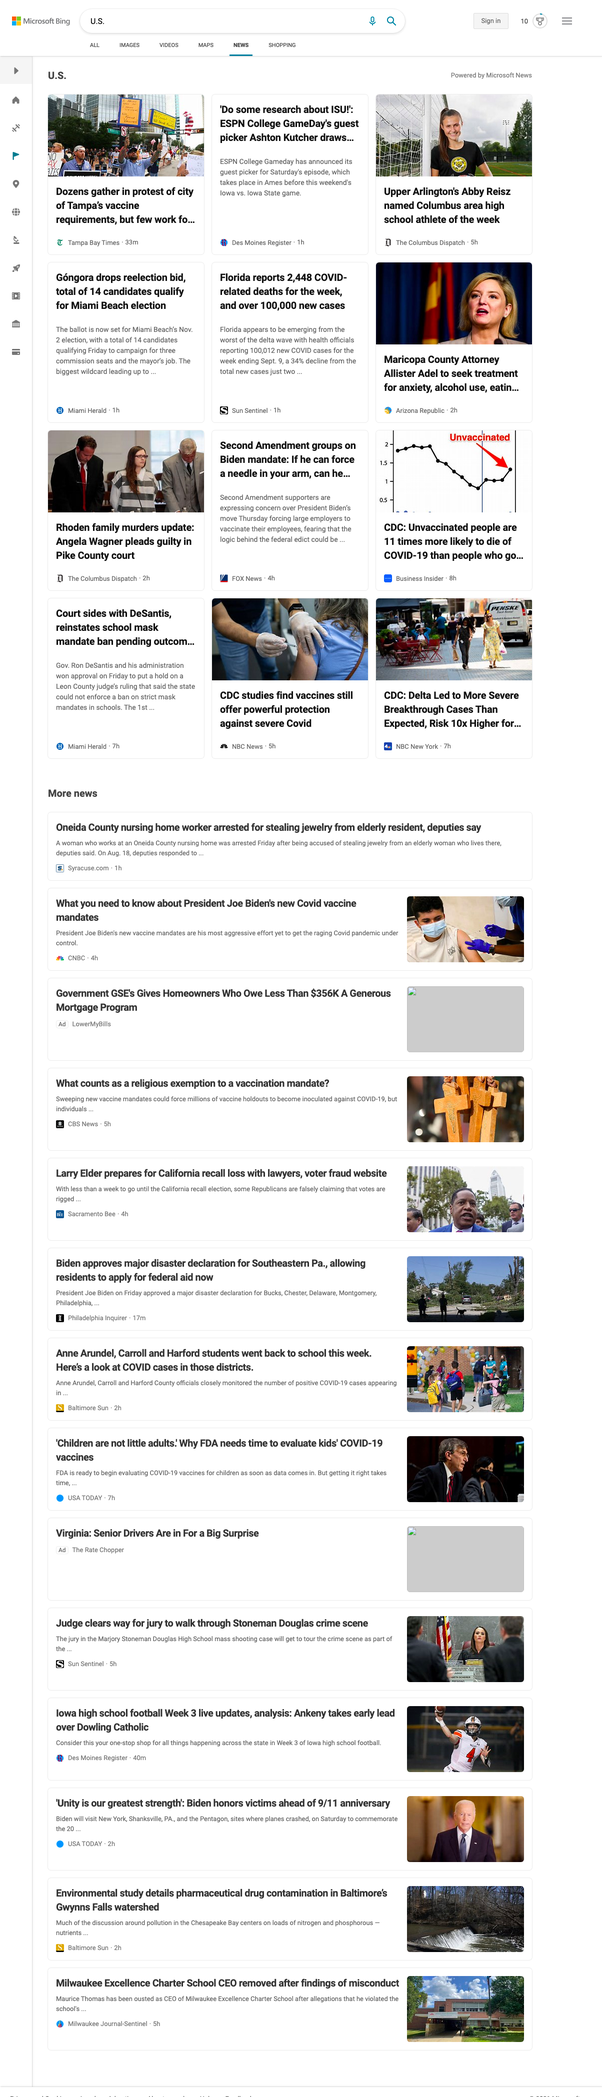 Microsoft Bing
U.S.
Sign in
10
ALL
IMAGES
VIDEOS
MAPS
NEWS
SHOPPING
U.S.
Powered by Microsoft News
Dozens gather in protest of city
of Tampa's vaccine
requirements, but few work fo...
Tampa Bay Times · 33m
'Do some research about ISU!':
ESPN College GameDay's guest
picker Ashton Kutcher draws...
ESPN College Gameday has announced its
guest picker for Saturday's episode, which
takes place in Ames before this weekend's
Iowa vs. Iowa State game.
Des Moines Register · 1h
Upper Arlington's Abby Reisz
named Columbus area high
school athlete of the week
The Columbus Dispatch · 5h
Góngora drops reelection bid,
total of 14 candidates qualify
for Miami Beach election
The ballot is now set for Miami Beach's Nov.
2 election, with a total of 14 candidates
qualifying Friday to campaign for three
commission seats and the mayor's job. The
biggest wildcard leading up to ...
Miami Herald · 1h
Florida reports 2,448 COVID-
related deaths for the week,
and over 100,000 new cases
Florida appears to be emerging from the
worst of the delta wave with health officials
reporting 100,012 new COVID cases for the
week ending Sept. 9, a 34% decline from the
total new cases just two ...
Sun Sentinel · 1h
Maricopa County Attorney
Allister Adel to seek treatment
for anxiety, alcohol use, eatin...
Arizona Republic · 2h
Rhoden family murders update:
Angela Wagner pleads guilty in
Pike County court
The Columbus Dispatch · 2h
Second Amendment groups on
Biden mandate: If he can force
a needle in your arm, can he...
Second Amendment supporters are
expressing concern over President Biden's
move Thursday forcing large employers to
vaccinate their employees, fearing that the
logic behind the federal edict could be ...
FOX News · 4h
Unvaccinated
2
1.5
1
0.5
CDC: Unvaccinated people are
11 times more likely to die of
COVID-19 than people who go...
Business Insider · 8h
Court sides with DeSantis,
reinstates school mask
mandate ban pending outcom...
Gov. Ron DeSantis and his administration
won approval on Friday to put a hold on a
Leon County judge's ruling that said the state
could not enforce a ban on strict mask
mandates in schools. The 1st ...
Miami Herald · 7h
CDC studies find vaccines still
offer powerful protection
against severe Covid
NBC News · 5h
PENSKE
CDC: Delta Led to More Severe
Breakthrough Cases Than
Expected, Risk 10x Higher for...
NBC New York · 7h
More news
Oneida County nursing home worker arrested for stealing jewelry from elderly resident, deputies say
A woman who works at an Oneida County nursing home was arrested Friday after being accused of stealing jewelry from an elderly woman who lives there,
deputies said. On Aug. 18, deputies responded to ...
Syracuse.com · 1h
What you need to know about President Joe Biden's new Covid vaccine
mandates
President Joe Biden's new vaccine mandates are his most aggressive effort yet to get the raging Covid pandemic under
control.
CNBC · 4h
Government GSE's Gives Homeowners Who Owe Less Than $356K A Generous
Mortgage Program
Ad LowerMyBills
What counts as a religious exemption to a vaccination mandate?
Sweeping new vaccine mandates could force millions of vaccine holdouts to become inoculated against COVID-19, but
individuals ...
CBS News · 5h
Larry Elder prepares for California recall loss with lawyers, voter fraud website
With less than a week to go until the California recall election, some Republicans are falsely claiming that votes are
rigged ...
Sacramento Bee · 4h
Biden approves major disaster declaration for Southeastern Pa., allowing
residents to apply for federal aid now
President Joe Biden on Friday approved a major disaster declaration for Bucks, Chester, Delaware, Montgomery,
Philadelphia, ...
Philadelphia Inquirer · 17m
Anne Arundel, Carroll and Harford students went back to school this week.
Here's a look at COVID cases in those districts.
Anne Arundel, Carroll and Harford County officials closely monitored the number of positive COVID-19 cases appearing
in ...
Baltimore Sun · 2h
'Children are not little adults.' Why FDA needs time to evaluate kids' COVID-19
vaccines
FDA is ready to begin evaluating COVID-19 vaccines for children as soon as data comes in. But getting it right takes
time, ...
USA TODAY · 7h
Virginia: Senior Drivers Are in For a Big Surprise
Ad The Rate Chopper
Judge clears way for jury to walk through Stoneman Douglas crime scene
The jury in the Marjory Stoneman Douglas High School mass shooting case will get to tour the crime scene as part of
the ...
Sun Sentinel · 5h
Iowa high school football Week 3 live updates, analysis: Ankeny takes early lead
over Dowling Catholic
Consider this your one-stop shop for all things happening across the state in Week 3 of Iowa high school football.
Des Moines Register · 40m
'Unity is our greatest strength': Biden honors victims ahead of 9/11 anniversary
Biden will visit New York, Shanksville, PA., and the Pentagon, sites where planes crashed, on Saturday to commemorate
the 20 ...
USA TODAY · 2h
Environmental study details pharmaceutical drug contamination in Baltimore's
Gwynns Falls watershed
Much of the discussion around pollution in the Chesapeake Bay centers on loads of nitrogen and phosphorous —
nutrients ...
Baltimore Sun · 2h
Milwaukee Excellence Charter School CEO removed after findings of misconduct
Maurice Thomas has been ousted as CEO of Milwaukee Excellence Charter School after allegations that he violated the
school's ...
Milwaukee Journal-Sentinel · 5h